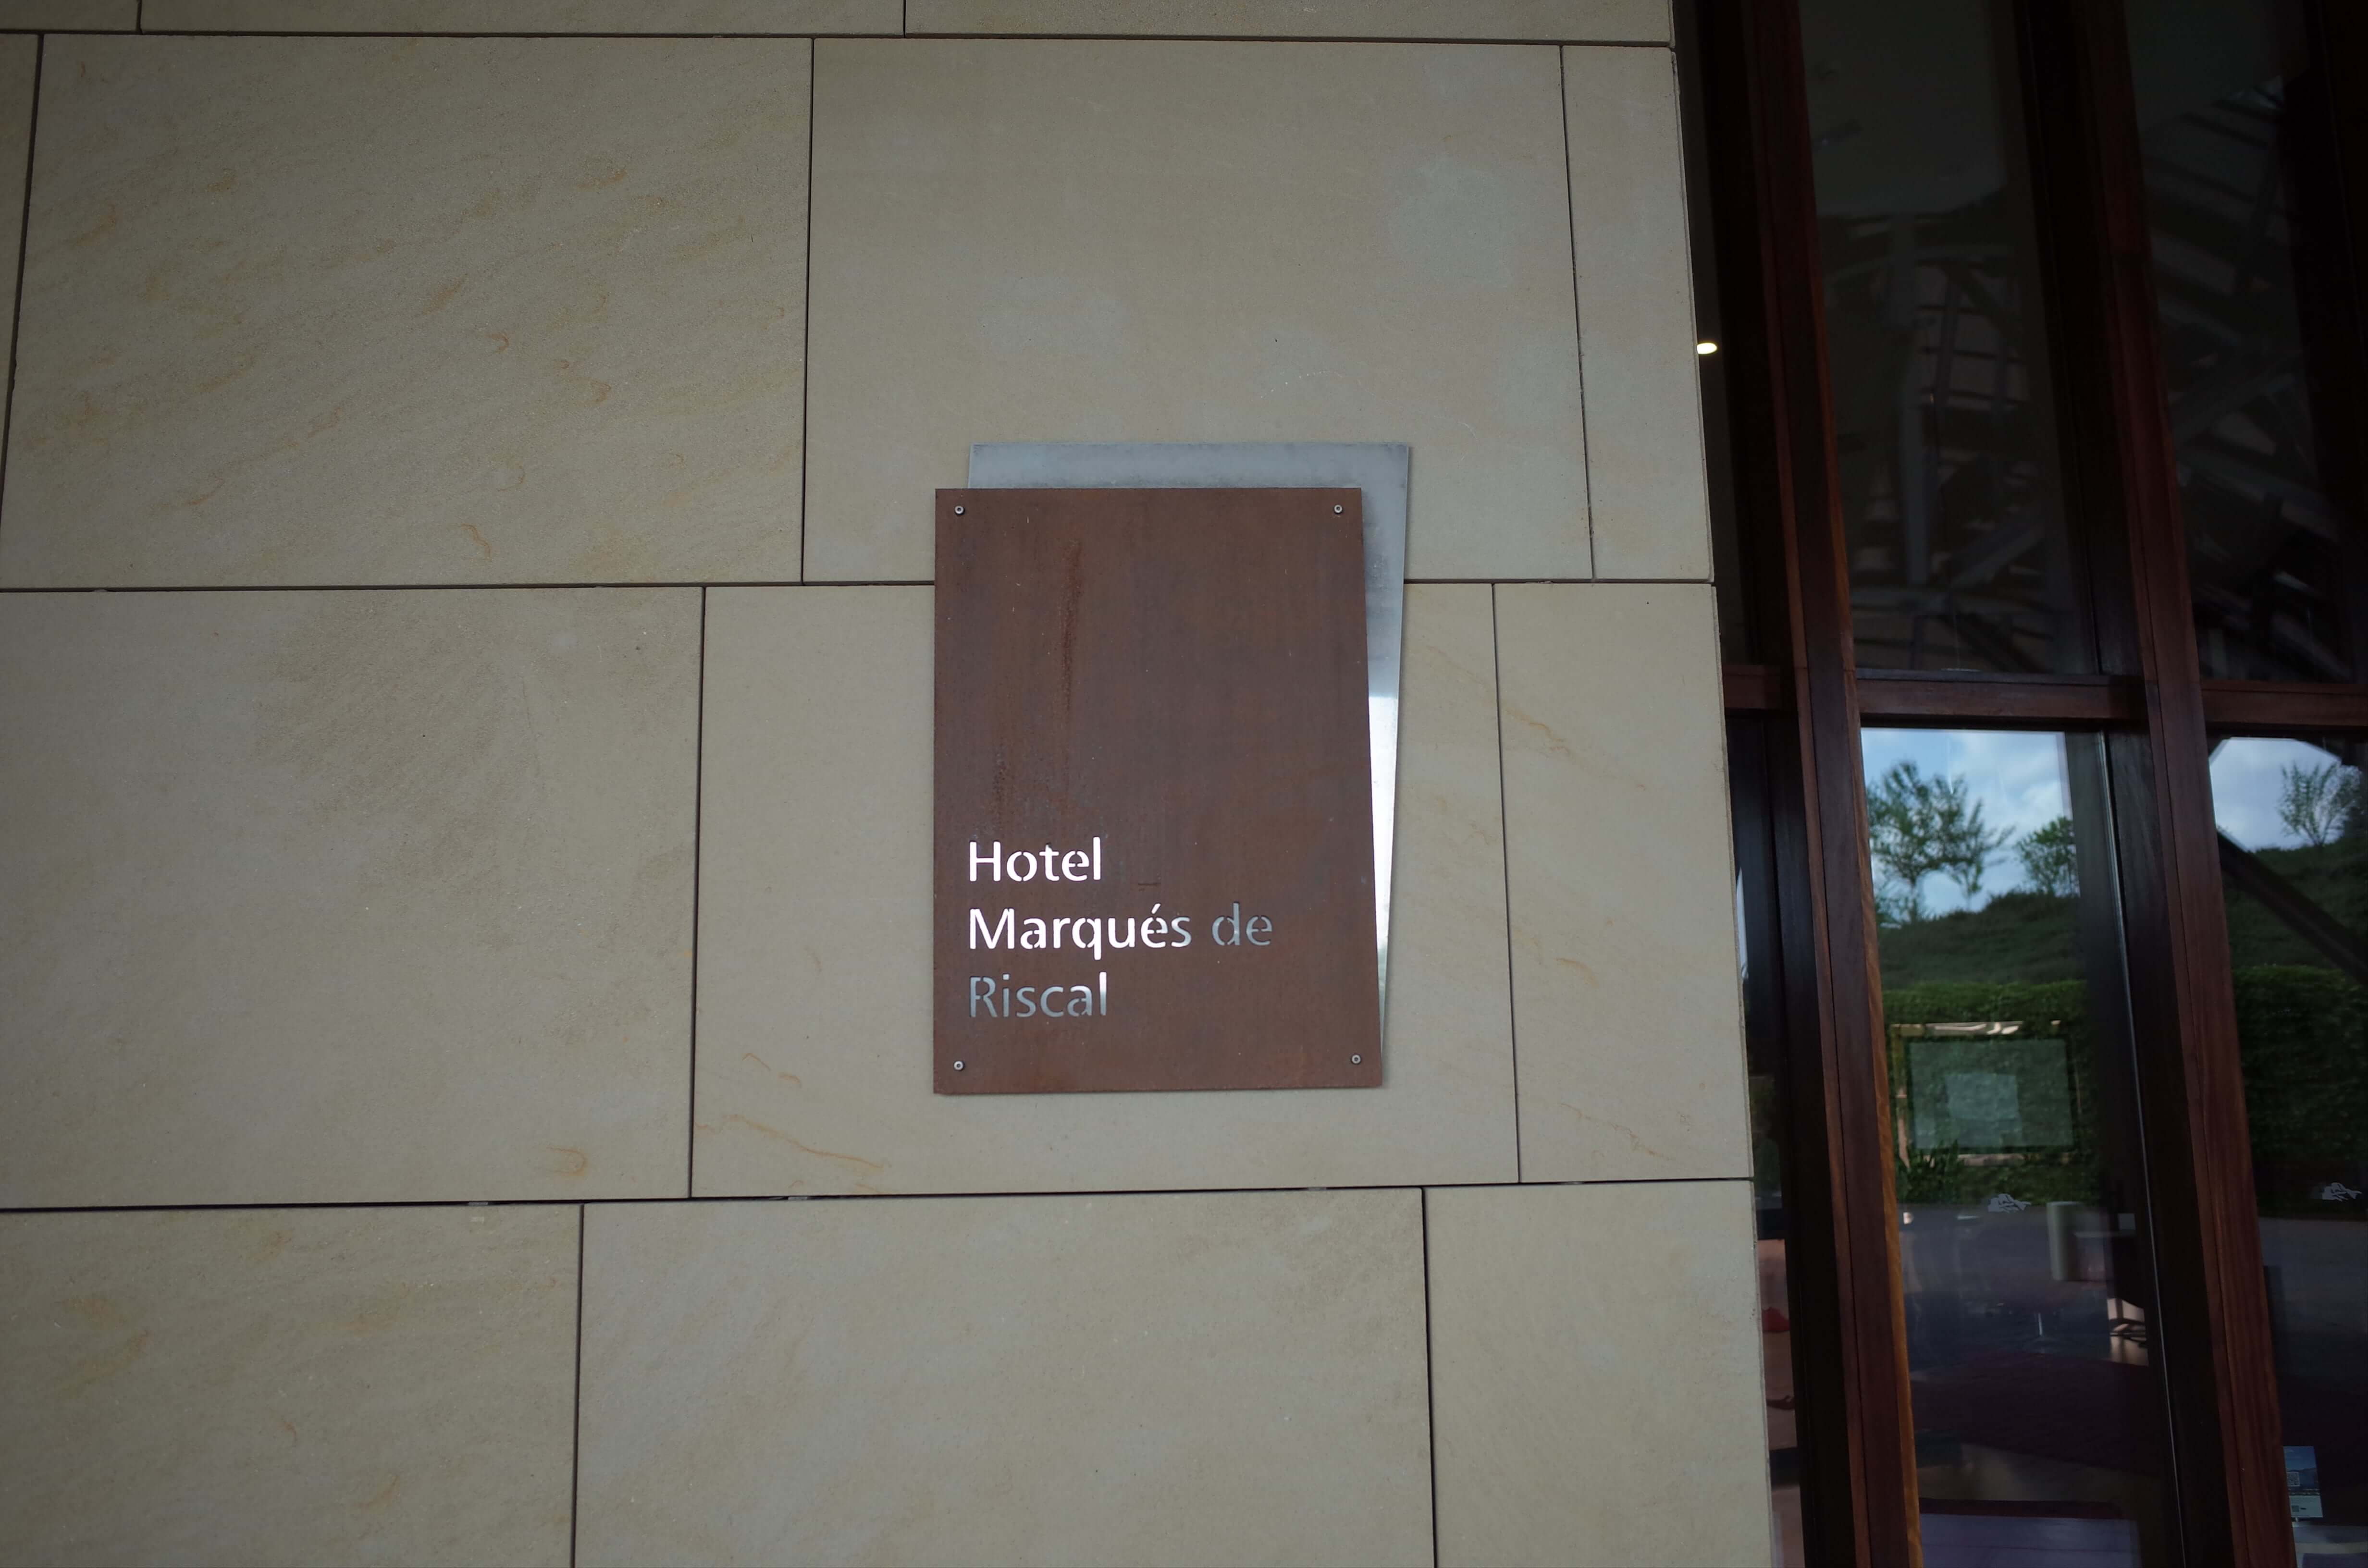 Hotel
Marqués de
Riscal